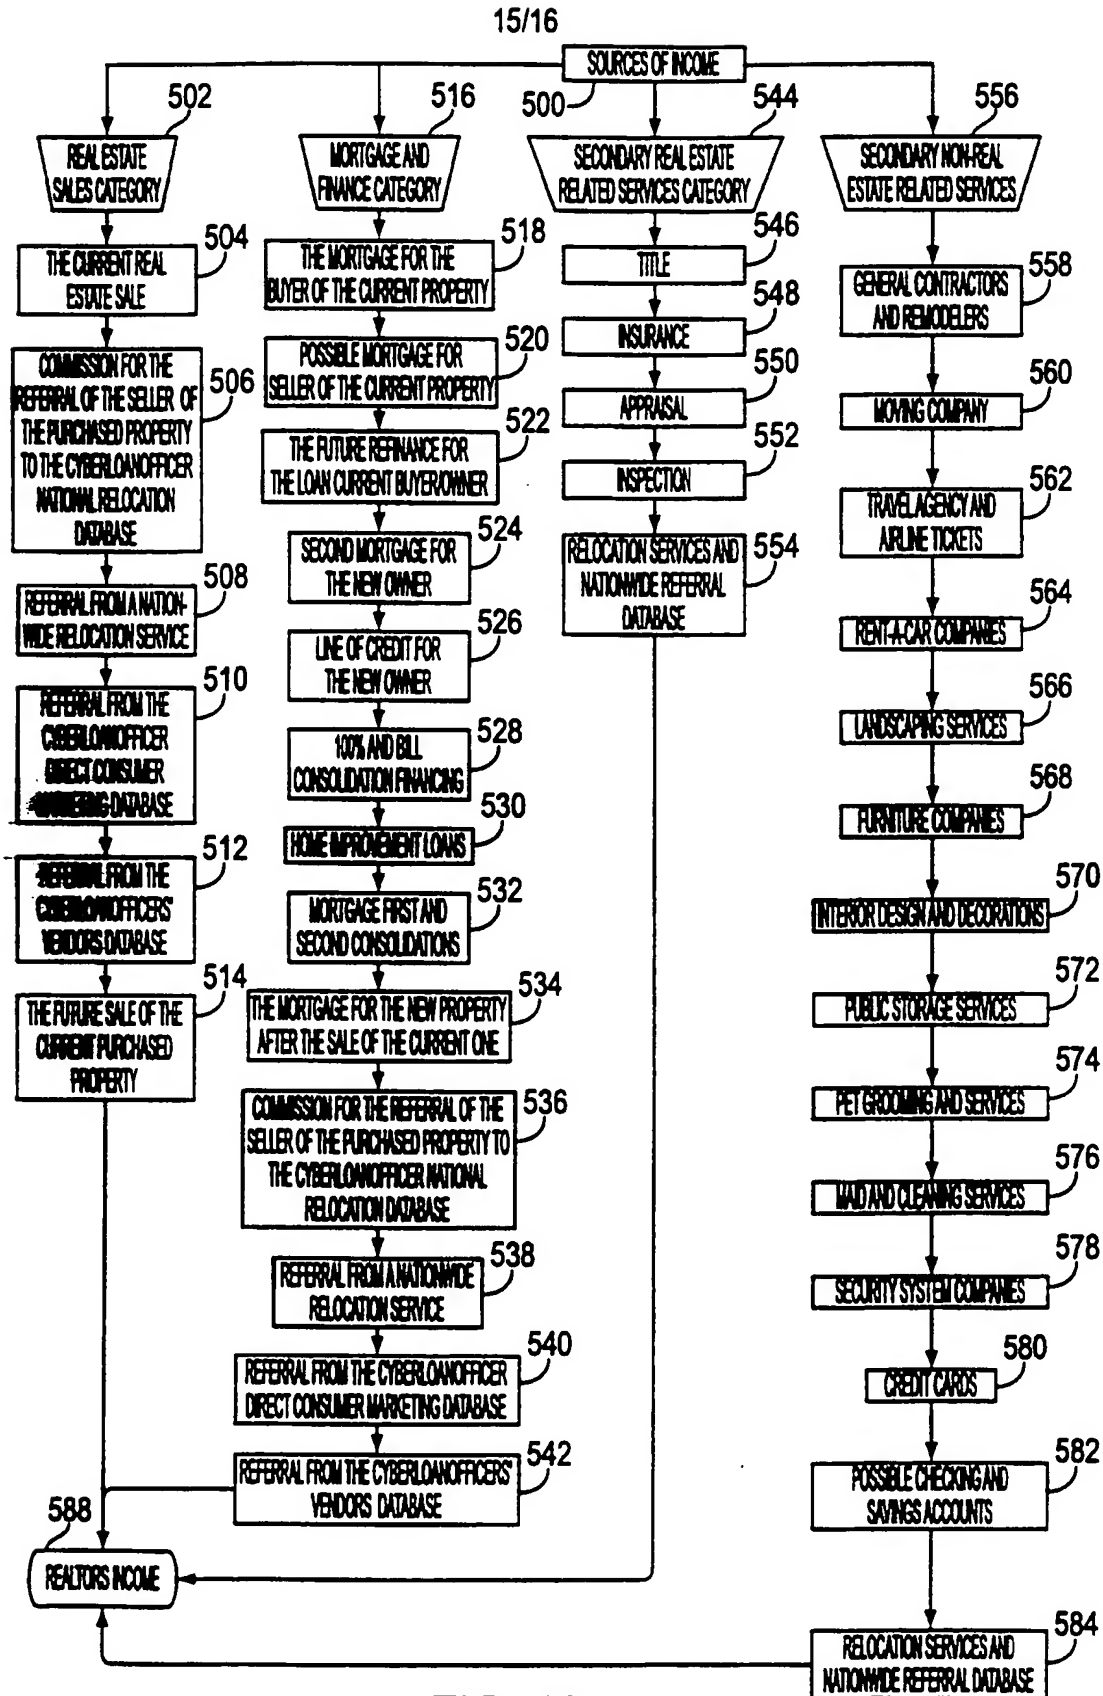 15/16
SOURCES OF INCOME
500
502
REAL ESTATE
SALES CATEGORY
504
THE CURRENT REAL
ESTATE SALE
506
COMMISSION FOR THE
REFERRAL OF THE SELLER OF
THE PURCHASED PROPERTY
TO THE CYBERLOANOFFICER
NATIONAL RELOCATION
DATABASE
508
REFERRAL FROM A NATION-
WIDE RELOCATION SERVICE
510
REFERRAL FROM THE
CYBERLOANOFFICER
DIRECT CONSUMER
MARKETING DATABASE
512
REFERRAL FROM THE
CYBERLOANOFFICERS'
VENDORS DATABASE
514
THE FUTURE SALE OF THE
CURRENT PURCHASED
PROPERTY
516
MORTGAGE AND
FINANCE CATEGORY
518
THE MORTGAGE FOR THE
BUYER OF THE CURRENT PROPERTY
520
POSSIBLE MORTGAGE FOR
SELLER OF THE CURRENT PROPERTY
522
THE FUTURE REFINANCE FOR
THE LOAN CURRENT BUYER/OWNER
524
SECOND MORTGAGE FOR
THE NEW OWNER
526
LINE OF CREDIT FOR
THE NEW OWNER
528
100% AND BILL
CONSOLIDATION FINANCING
530
HOME IMPROVEMENT LOANS
532
MORTGAGE FIRST AND
SECOND CONSOLIDATIONS
534
THE MORTGAGE FOR THE NEW PROPERTY
AFTER THE SALE OF THE CURRENT ONE
536
COMMISSION FOR THE REFERRAL OF THE
SELLER OF THE PURCHASED PROPERTY TO
THE CYBERLOANOFFICER NATIONAL
RELOCATION DATABASE
538
REFERRAL FROM A NATIONWIDE
RELOCATION SERVICE
540
REFERRAL FROM THE CYBERLOANOFFICER
DIRECT CONSUMER MARKETING DATABASE
542
REFERRAL FROM THE CYBERLOANOFFICERS'
VENDORS DATABASE
544
SECONDARY REAL ESTATE
RELATED SERVICES CATEGORY
546
TITLE
548
INSURANCE
550
APPRAISAL
552
INSPECTION
554
RELOCATION SERVICES AND
NATIONWIDE REFERRAL
DATABASE
556
SECONDARY NON-REAL
ESTATE RELATED SERVICES
558
GENERAL CONTRACTORS
AND REMODELERS
560
MOVING COMPANY
562
TRAVEL AGENCY AND
AIRLINE TICKETS
564
RENT-A-CAR COMPANIES
566
LANDSCAPING SERVICES
568
FURNITURE COMPANIES
570
INTERIOR DESIGN AND DECORATIONS
572
PUBLIC STORAGE SERVICES
574
PET GROOMING AND SERVICES
576
MAID AND CLEANING SERVICES
578
SECURITY SYSTEM COMPANIES
580
CREDIT CARDS
582
POSSIBLE CHECKING AND
SAVINGS ACCOUNTS
584
RELOCATION SERVICES AND
NATIONWIDE REFERRAL DATABASE
588
REALTORS INCOME